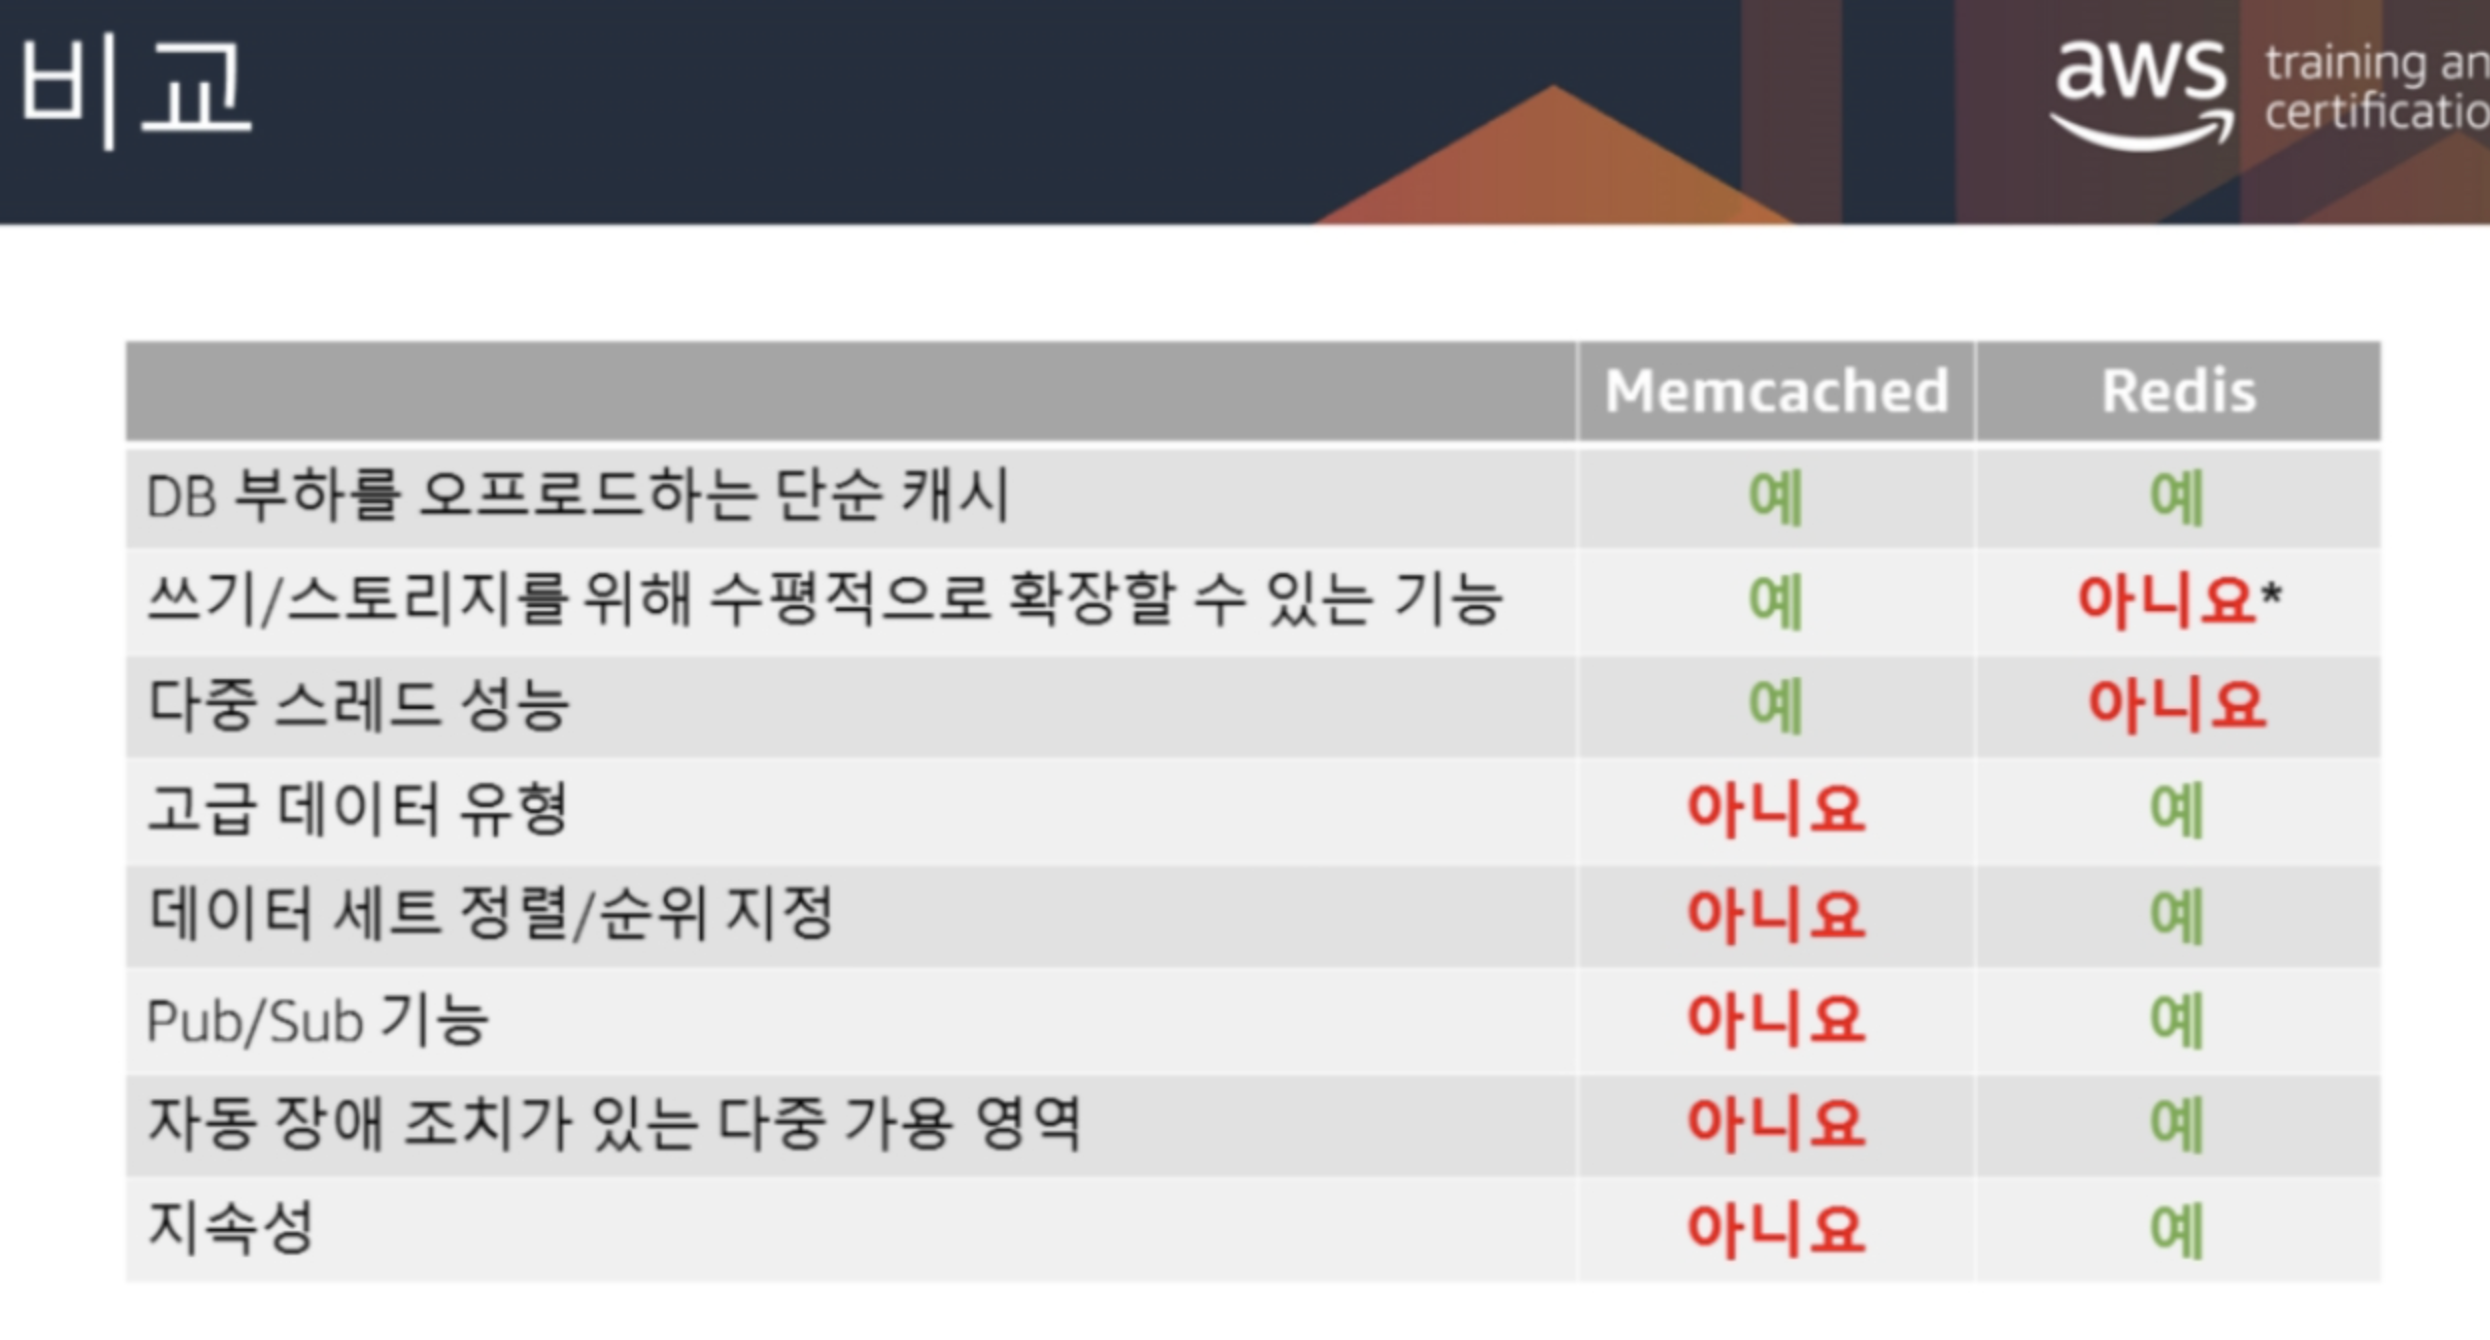 비교
aws training an
certificatio
Memcached Redis
DB 부하를 오프로드하는 단순 캐시 예 예
쓰기/스토리지를 위해 수평적으로 확장할 수 있는 기능 예 아니요*
다중 스레드 성능 예 아니요
고급 데이터 유형 아니요 예
데이터 세트 정렬/순위 지정 아니요 예
Pub/Sub 기능 아니요 예
자동 장애 조치가 있는 다중 가용 영역 아니요 예
지속성 아니요 예